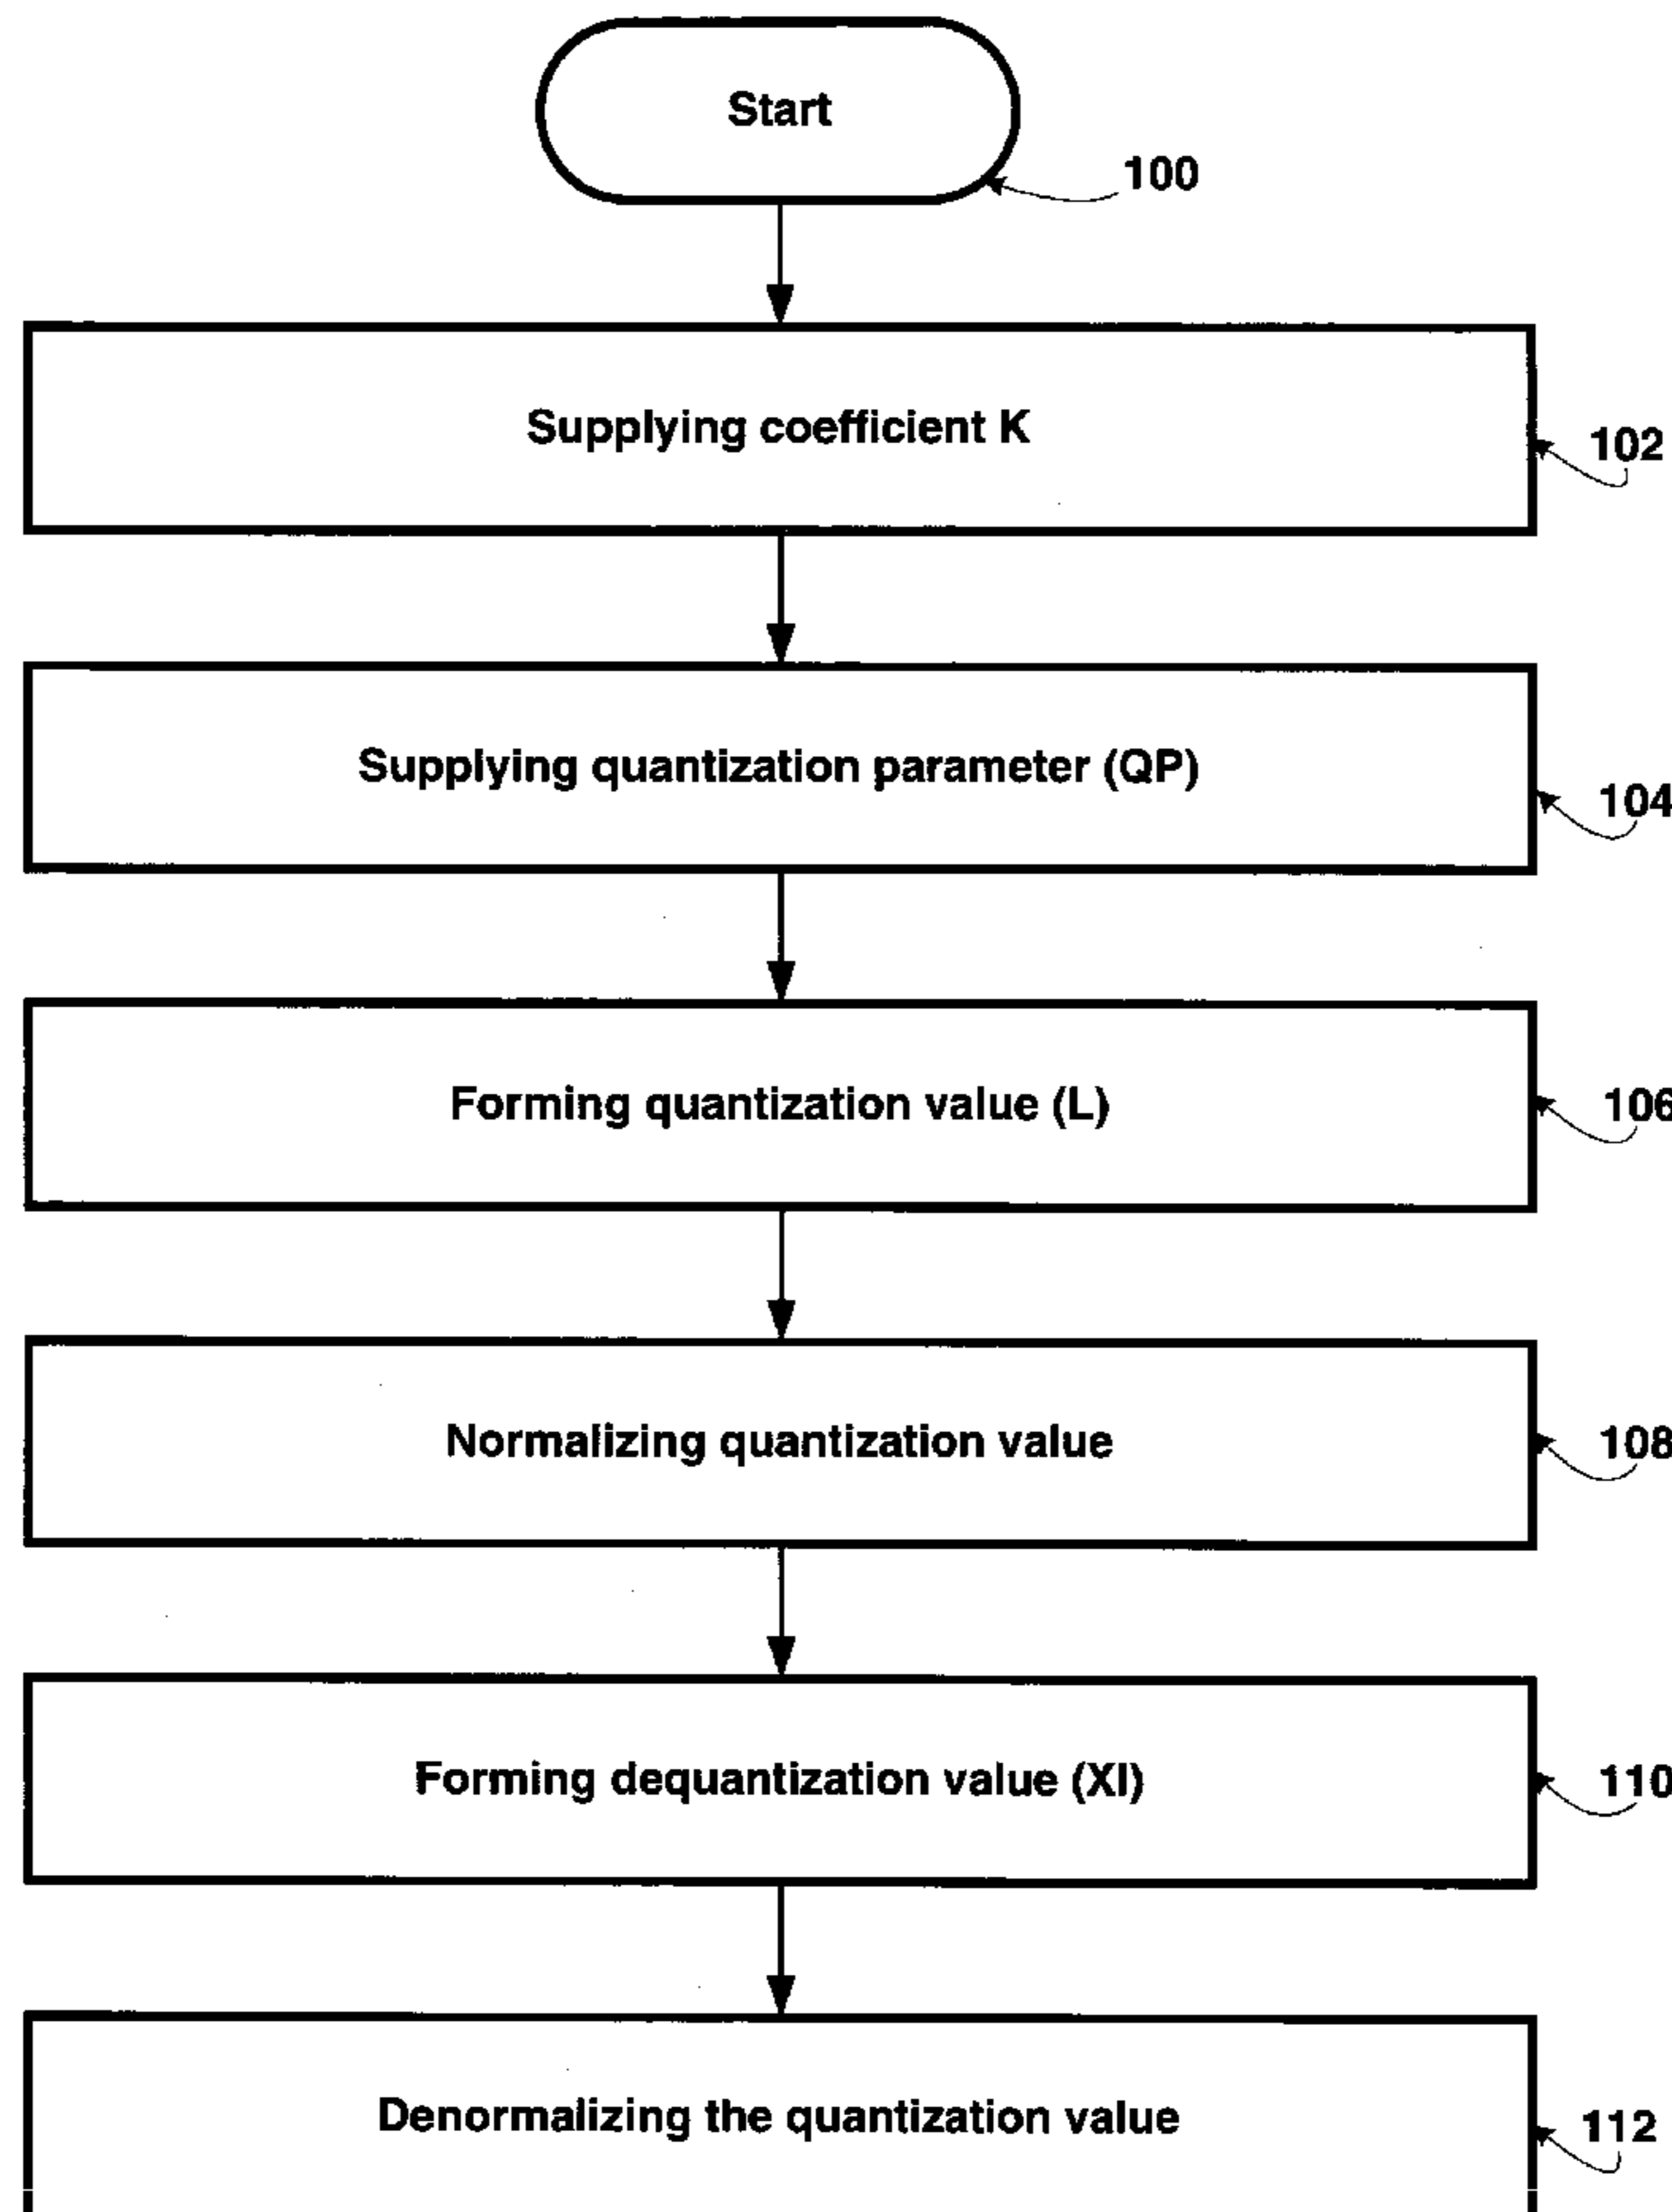 Start
100
Supplying coefficient K
102
Supplying quantization parameter (QP)
104
Forming quantization value (L)
106
Normalizing quantization value
108
Forming dequantization value (XI)
110
Denormalizing the quantization value
112